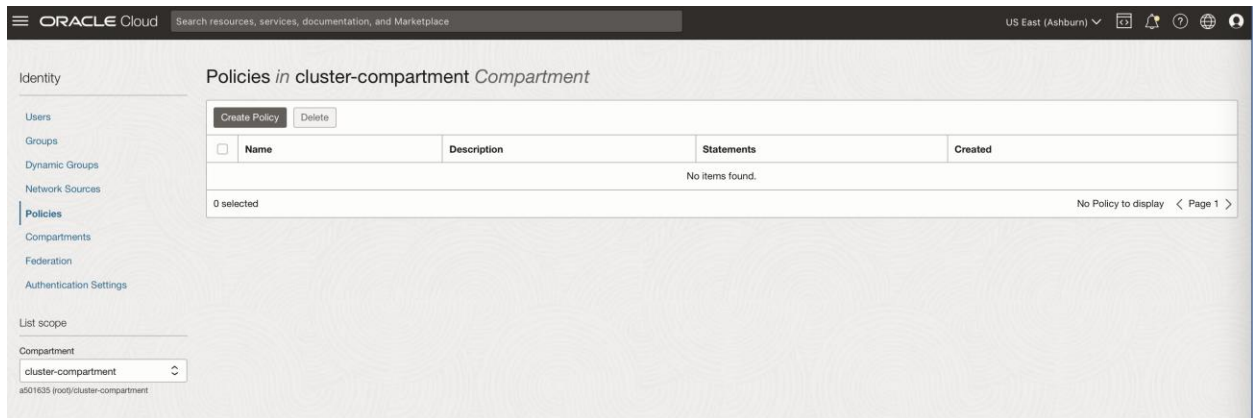 ORACLE Cloud Search resources, services, documentation, and Marketplace US East (Ashburn)
Identity
Users
Groups
Dynamic Groups
Network Sources
Policies
Compartments
Federation
Authentication Settings
List scope
Compartment
cluster-compartment
a501635 (root)/cluster-compartment
Policies in cluster-compartment Compartment
Create Policy Delete
Name Description Statements Created
No items found.
0 selected No Policy to display < Page 1 >